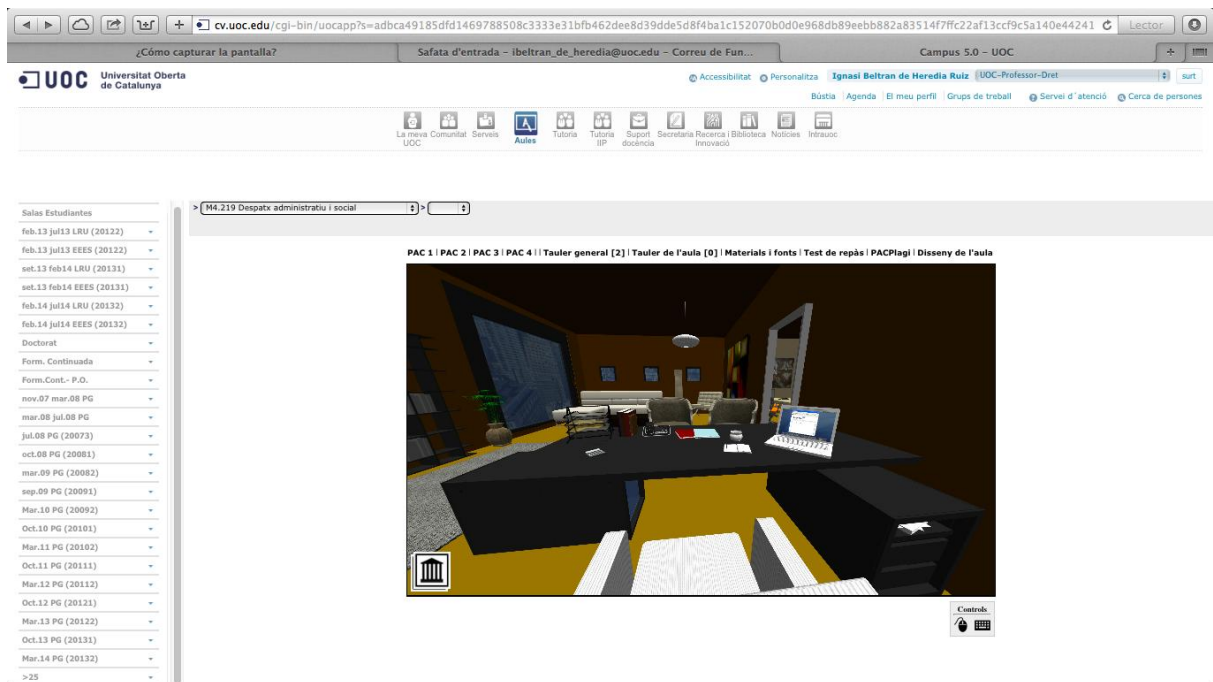 cv.uoc.edu/cgi-bin/uocapp?s=adbca49185dfd1469788508c3333e31bfb462dee8d39dde5d8f4ba1c152070b0d0e968db89eebb882a83514f7ffc22af13ccf9c5a140e44241 Lector
¿Cómo capturar la pantalla? Safata d'entrada – ibeltran_de_heredia@uoc.edu – Correu de Fun... Campus 5.0 – UOC
UOC Universitat Oberta
de Catalunya
Accessibilitat Personalitza Ignasi Beltran de Heredia Ruiz UOC-Professor-Dret surt
Bústia Agenda El meu perfil Grups de treball Servei d´atenció Cerca de persones
La meva UOC Comunitat Serveis Aules Tutoria Tutoria IIP Suport docència Secretaria Recerca i Innovació Biblioteca Notícies Intrauoc
> M4.219 Despatx administratiu i social >
Salas Estudiantes
feb.13 jul13 LRU (20122)
feb.13 jul13 EEES (20122)
set.13 feb14 LRU (20131)
set.13 feb14 EEES (20131)
feb.14 jul14 LRU (20132)
feb.14 jul14 EEES (20132)
Doctorat
Form. Continuada
Form.Cont.- P.O.
nov.07 mar.08 PG
mar.08 jul.08 PG
jul.08 PG (20073)
oct.08 PG (20081)
mar.09 PG (20082)
sep.09 PG (20091)
Mar.10 PG (20092)
Oct.10 PG (20101)
Mar.11 PG (20102)
Oct.11 PG (20111)
Mar.12 PG (20112)
Oct.12 PG (20121)
Mar.13 PG (20122)
Oct.13 PG (20131)
Mar.14 PG (20132)
>25
PAC 1 | PAC 2 | PAC 3 | PAC 4 | | Tauler general [2] | Tauler de l'aula [0] | Materials i fonts | Test de repàs | PACPlagi | Disseny de l'aula
Controls